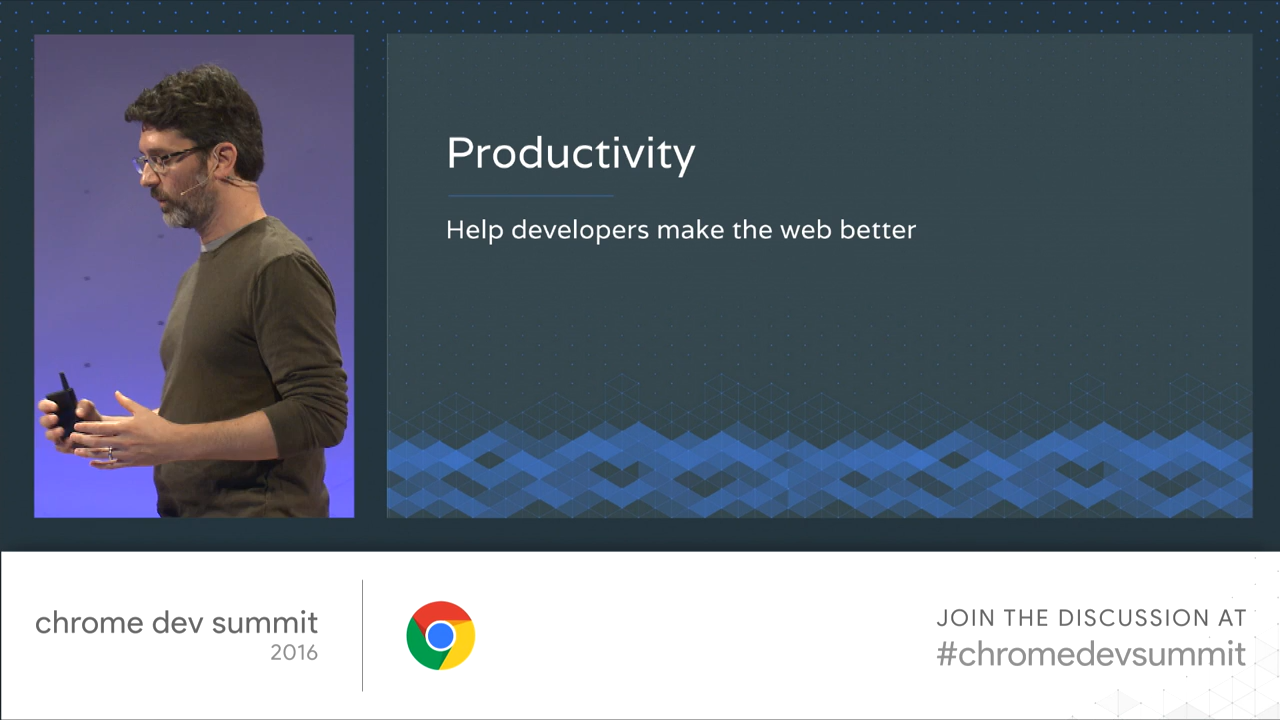 Productivity
Help developers make the web better
chrome dev summit
2016
JOIN THE DISCUSSION AT
#chromedevsummit